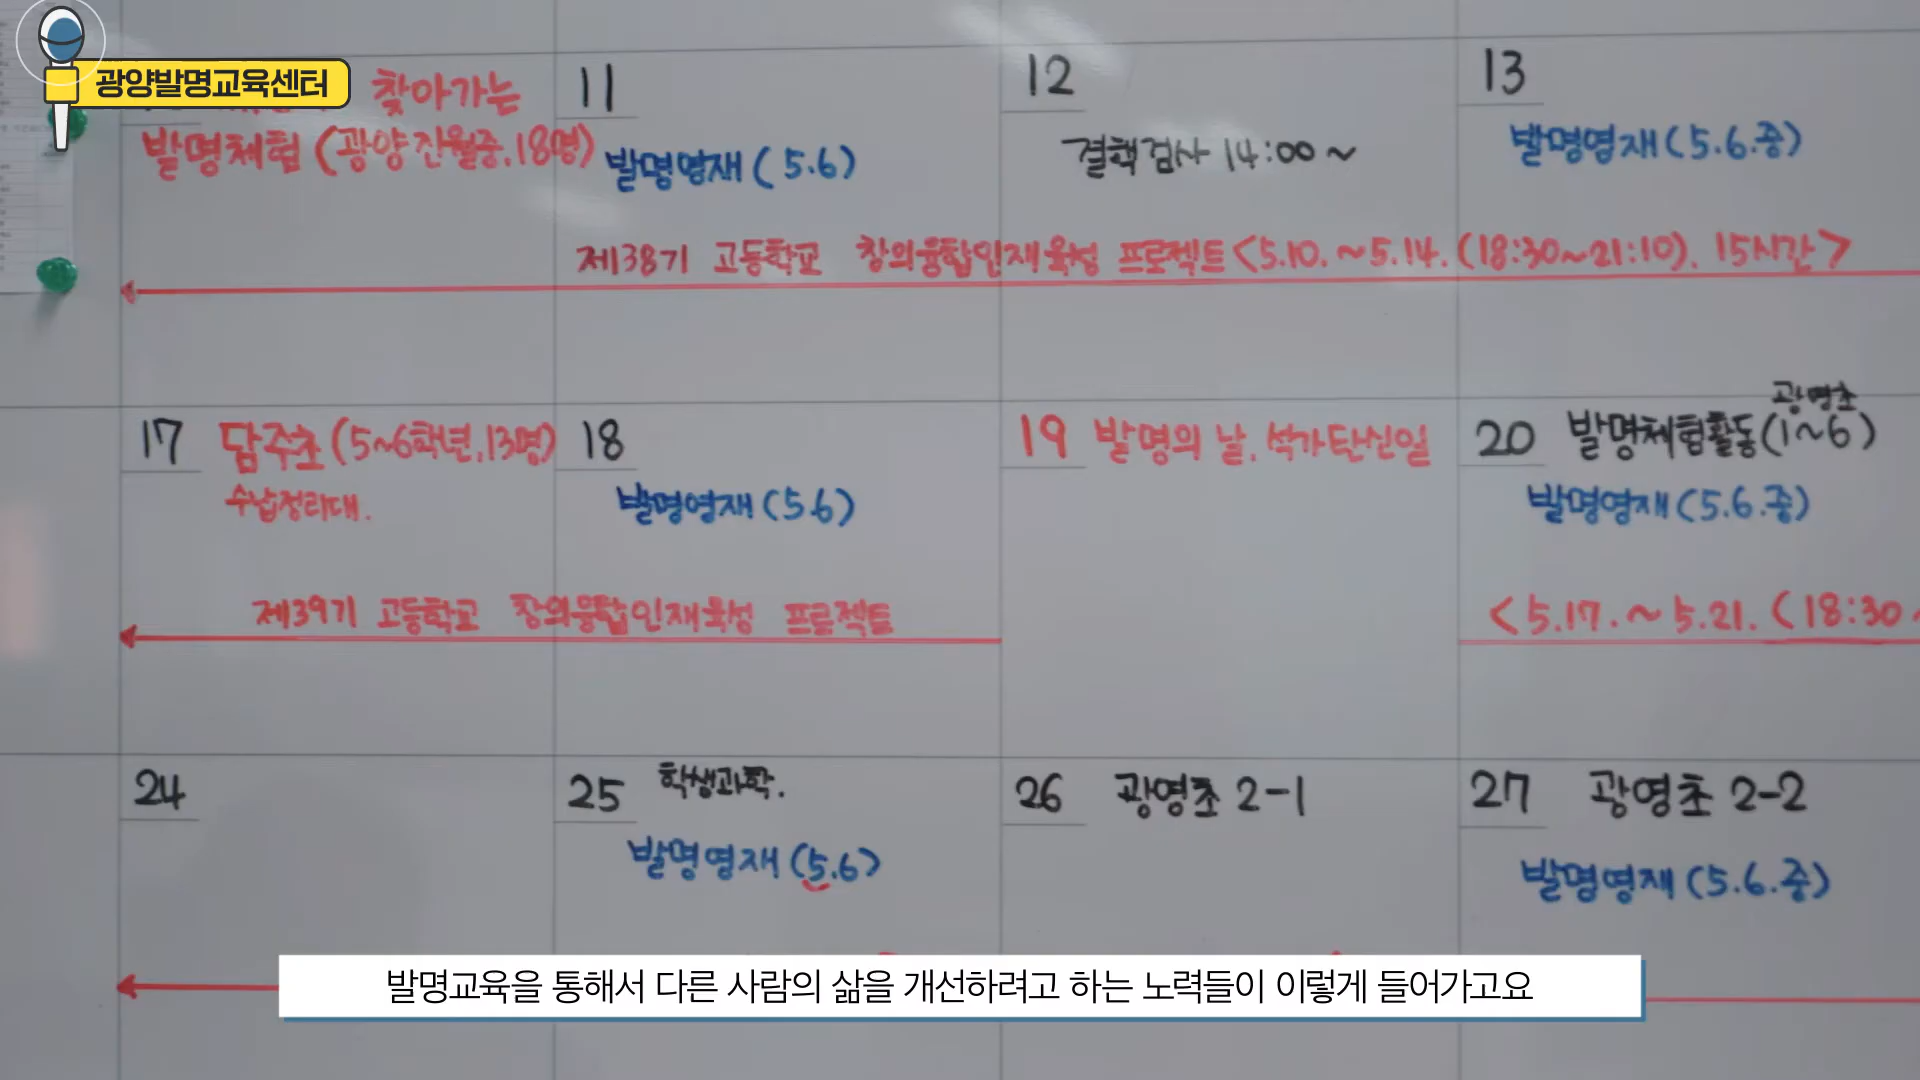 광양발명교육센터
찾아가는
발명체험 (광양진월중.18명)
11
발명영재 (5.6)
12
결핵검사 14:00~
13
발명영재 (5.6.중)
제138기 고등학교 창의융합인재육성 프로젝트 <5.10.~5.14.(18:30~21:10). 15시간>
17 담주초 (5~6학년.13명)
수납정리대.
18
발명영재 (5.6)
19 발명의 날, 석가탄신일
20 발명체험활동 (1~6)
광영초
발명영재 (5.6.중)
제139기 고등학교 창의융합인재육성 프로젝트
<5.17.~5.21. (18:30~
24
25 학생과학.
발명영재 (5.6)
26 광영초 2-1
27 광영초 2-2
발명영재 (5.6.중)
발명교육을 통해서 다른 사람의 삶을 개선하려고 하는 노력들이 이렇게 들어가고요